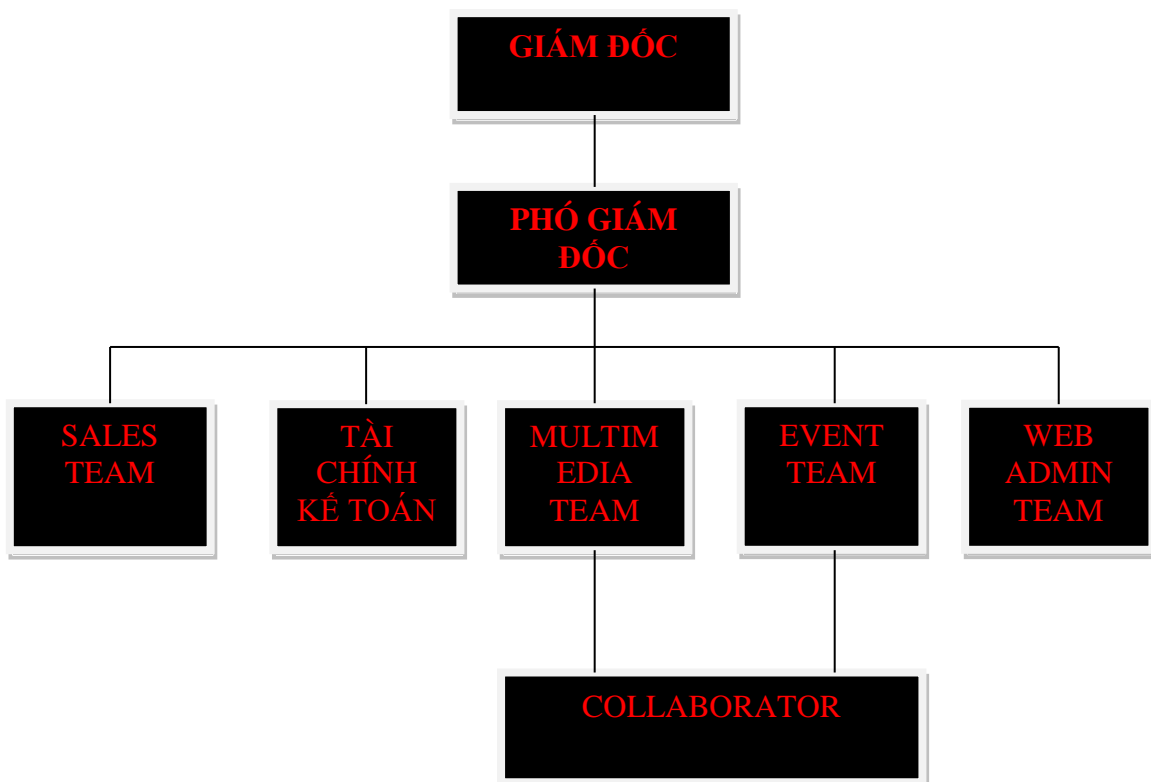 GIÁM ĐỐC
PHÓ GIÁM
ĐỐC
SALES
TEAM
TÀI
CHÍNH
KẾ TOÁN
MULTIM
EDIA
TEAM
EVENT
TEAM
WEB
ADMIN
TEAM
COLLABORATOR